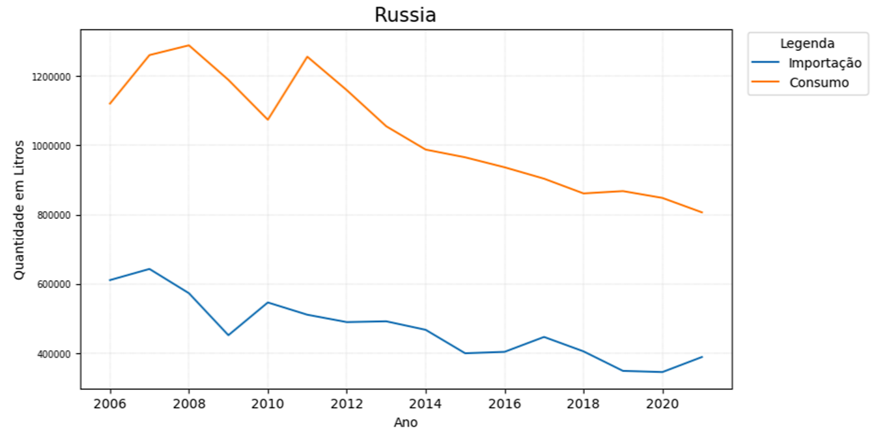 Russia
Legenda
Importação
Consumo
Quantidade em Litros
1200000
1000000
800000
600000
400000
2006 2008 2010 2012 2014 2016 2018 2020
Ano